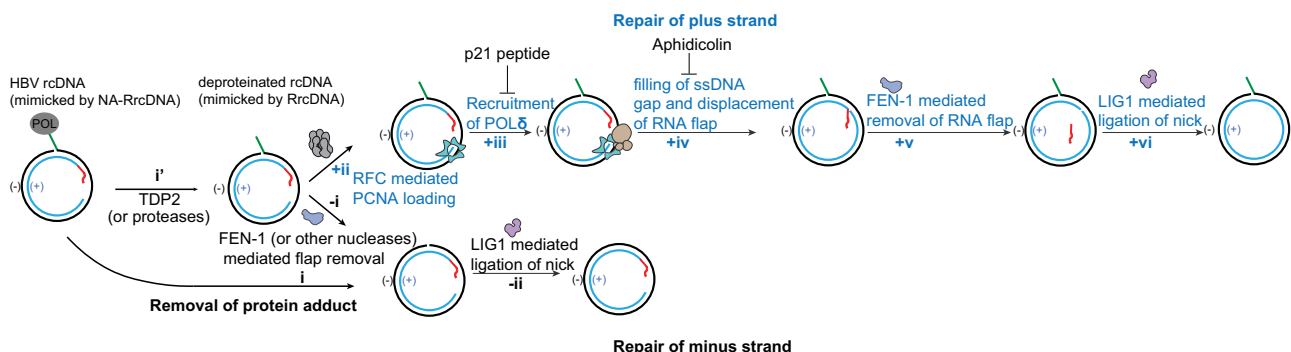 Repair of plus strand
p21 peptide
Aphidicolin
HBV rcDNA
(mimicked by NA-RrcDNA)
deproteinated rcDNA
(mimicked by RrcDNA)
POL
(-)
(+)
i'
TDP2
(or proteases)
(-)
(+)
+ii
RFC mediated
PCNA loading
(-)
(+)
Recruitment
of POLδ
+iii
(-)
(+)
filling of ssDNA
gap and displacement
of RNA flap
+iv
(-)
(+)
FEN-1 mediated
removal of RNA flap
+v
(-)
(+)
LIG1 mediated
ligation of nick
+vi
(-)
(+)
-i
FEN-1 (or other nucleases)
mediated flap removal
i
Removal of protein adduct
(-)
(+)
LIG1 mediated
ligation of nick
-ii
(-)
(+)
Repair of minus strand